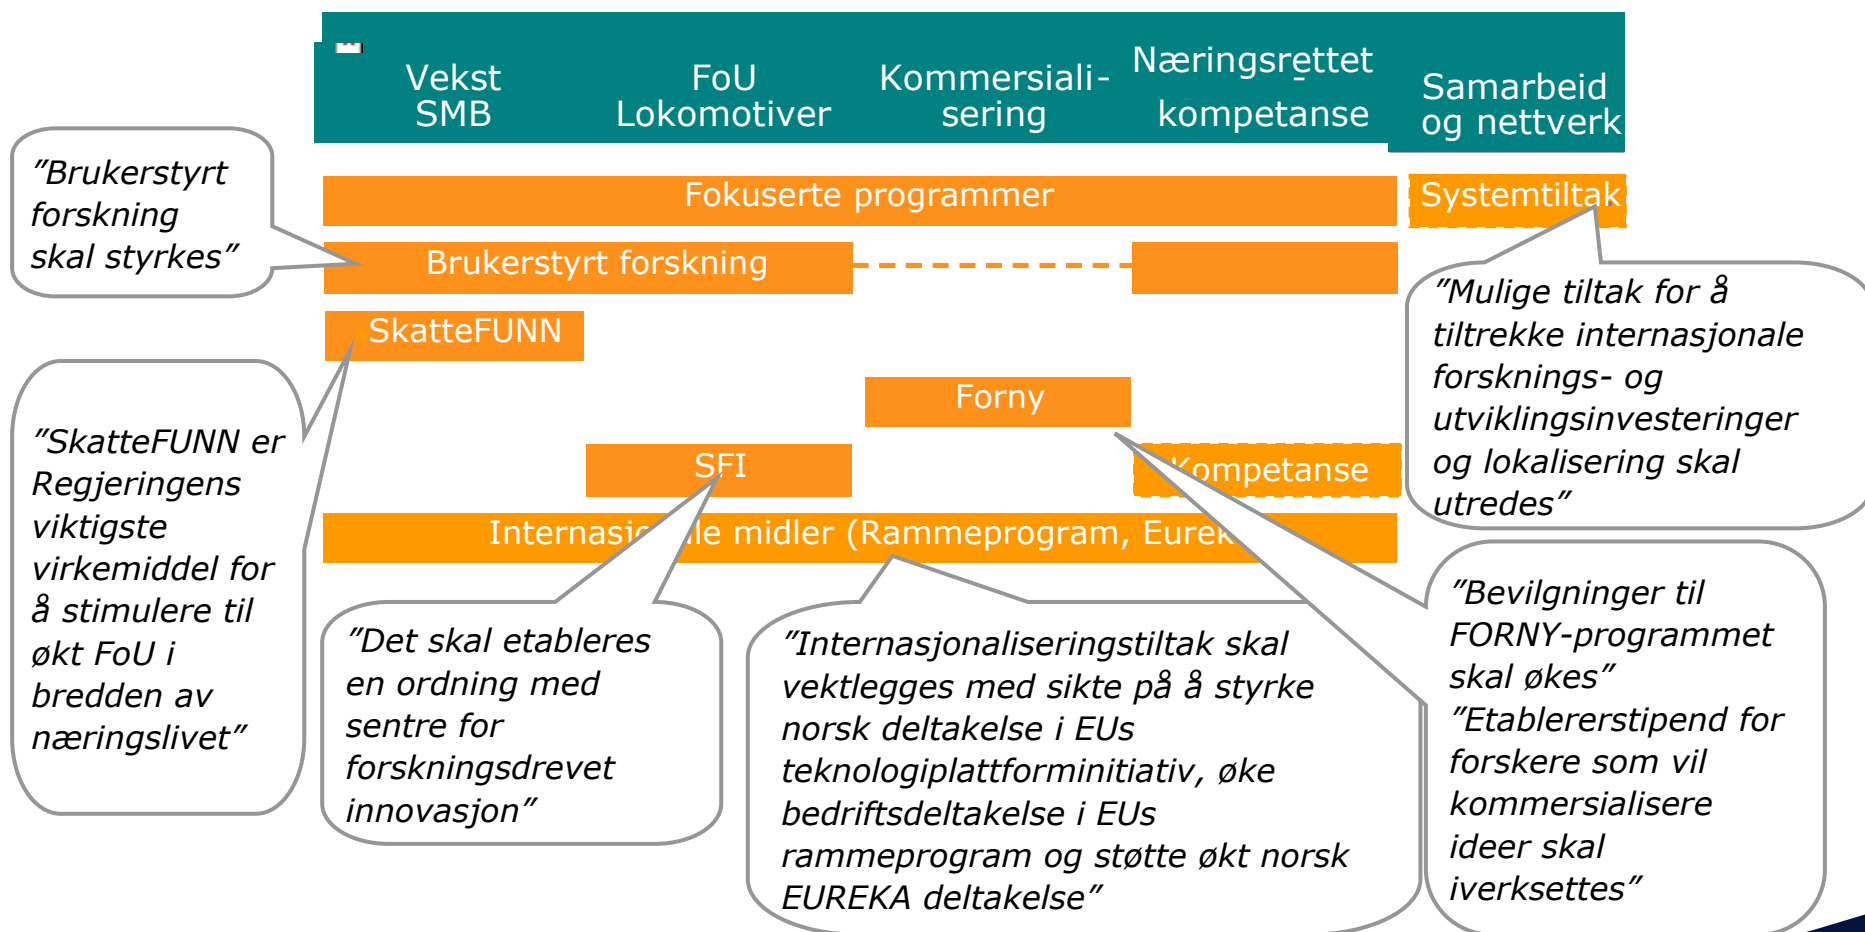 Vekst
SMB
FoU
Lokomotiver
Kommersiali-
sering
Næringsrettet
-
kompetanse
Samarbeid
og nettverk
Fokuserte programmer
Systemtiltak
Brukerstyrt forskning
SkatteFUNN
Forny
SFI
Kompetanse
Internasjonale midler (Rammeprogram, Eurek
"Brukerstyrt
forskning
skal styrkes"
"SkatteFUNN er
Regjeringens
viktigste
virkemiddel for
å stimulere til
økt FoU i
bredden av
næringslivet"
"Det skal etableres
en ordning med
sentre for
forskningsdrevet
innovasjon"
"Internasjonaliseringstiltak skal
vektlegges med sikte på å styrke
norsk deltakelse i EUs
teknologiplattforminitiativ, øke
bedriftsdeltakelse i EUs
rammeprogram og støtte økt norsk
EUREKA deltakelse"
"Mulige tiltak for å
tiltrekke internasjonale
forsknings- og
utviklingsinvesteringer
og lokalisering skal
utredes"
"Bevilgninger til
FORNY-programmet
skal økes"
"Etablererstipend for
forskere som vil
kommersialisere
ideer skal
iverksettes"